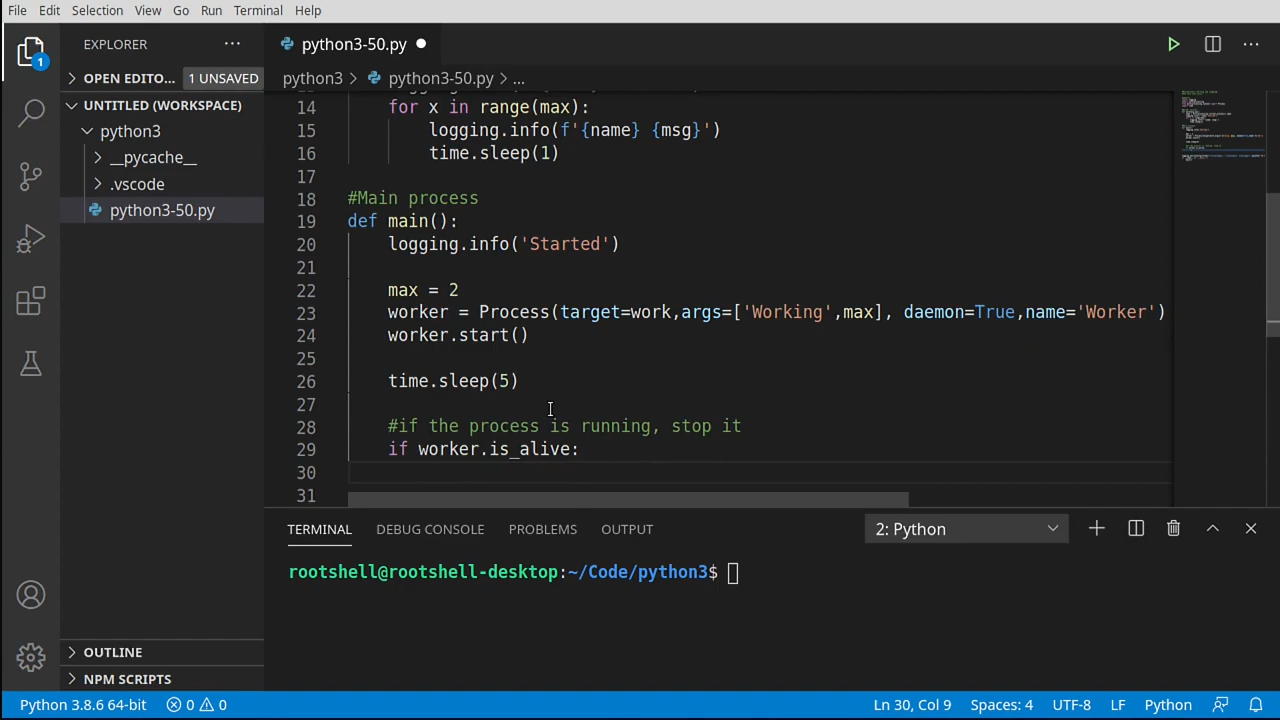 File Edit Selection View Go Run Terminal Help
EXPLORER ...
python3-50.py
OPEN EDITO... 1 UNSAVED
python3 > python3-50.py > ...
UNTITLED (WORKSPACE)
python3
__pycache__
.vscode
python3-50.py
1
14 for x in range(max):
15 logging.info(f'{name} {msg}')
16 time.sleep(1)
17
18 #Main process
19 def main():
20 logging.info('Started')
21
22 max = 2
23 worker = Process(target=work,args=['Working',max], daemon=True,name='Worker')
24 worker.start()
25
26 time.sleep(5)
27
28 #if the process is running, stop it
29 if worker.is_alive:
30
31
TERMINAL DEBUG CONSOLE PROBLEMS OUTPUT 2: Python
rootshell@rootshell-desktop:~/Code/python3$
OUTLINE
NPM SCRIPTS
Python 3.8.6 64-bit 0 0 Ln 30, Col 9 Spaces: 4 UTF-8 LF Python